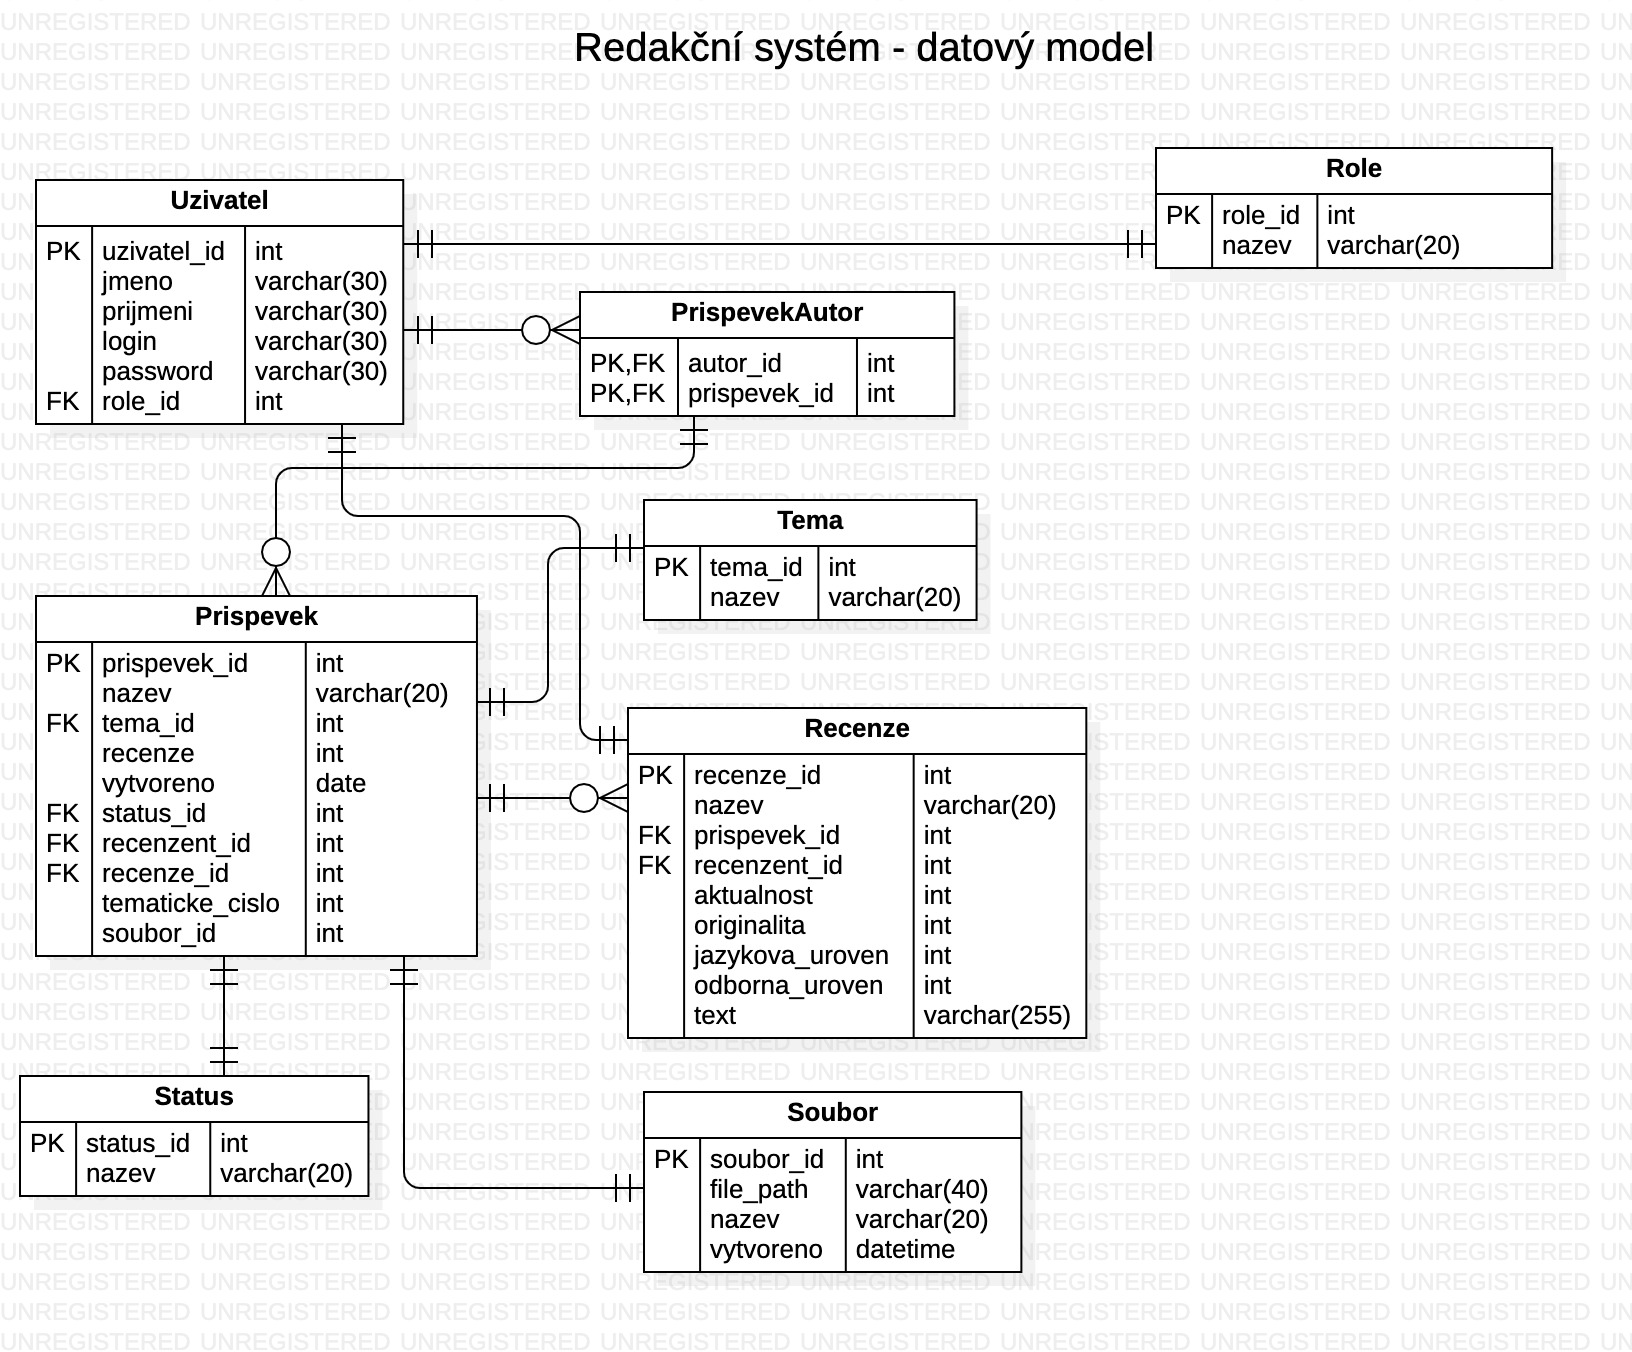 Redakční systém - datový model
Role
PK role_id int
nazev varchar(20)
Uzivatel
PK uzivatel_id int
jmeno varchar(30)
prijmeni varchar(30)
login varchar(30)
password varchar(30)
FK role_id int
PrispevekAutor
PK,FK autor_id int
PK,FK prispevek_id int
Tema
PK tema_id int
nazev varchar(20)
Prispevek
PK prispevek_id int
nazev varchar(20)
FK tema_id int
recenze int
vytvoreno date
FK status_id int
FK recenzent_id int
FK recenze_id int
tematicke_cislo int
soubor_id int
Recenze
PK recenze_id int
nazev varchar(20)
FK prispevek_id int
FK recenzent_id int
aktualnost int
originalita int
jazykova_uroven int
odborna_uroven int
text varchar(255)
Status
PK status_id int
nazev varchar(20)
Soubor
PK soubor_id int
file_path varchar(40)
nazev varchar(20)
vytvoreno datetime
UNREGISTERED